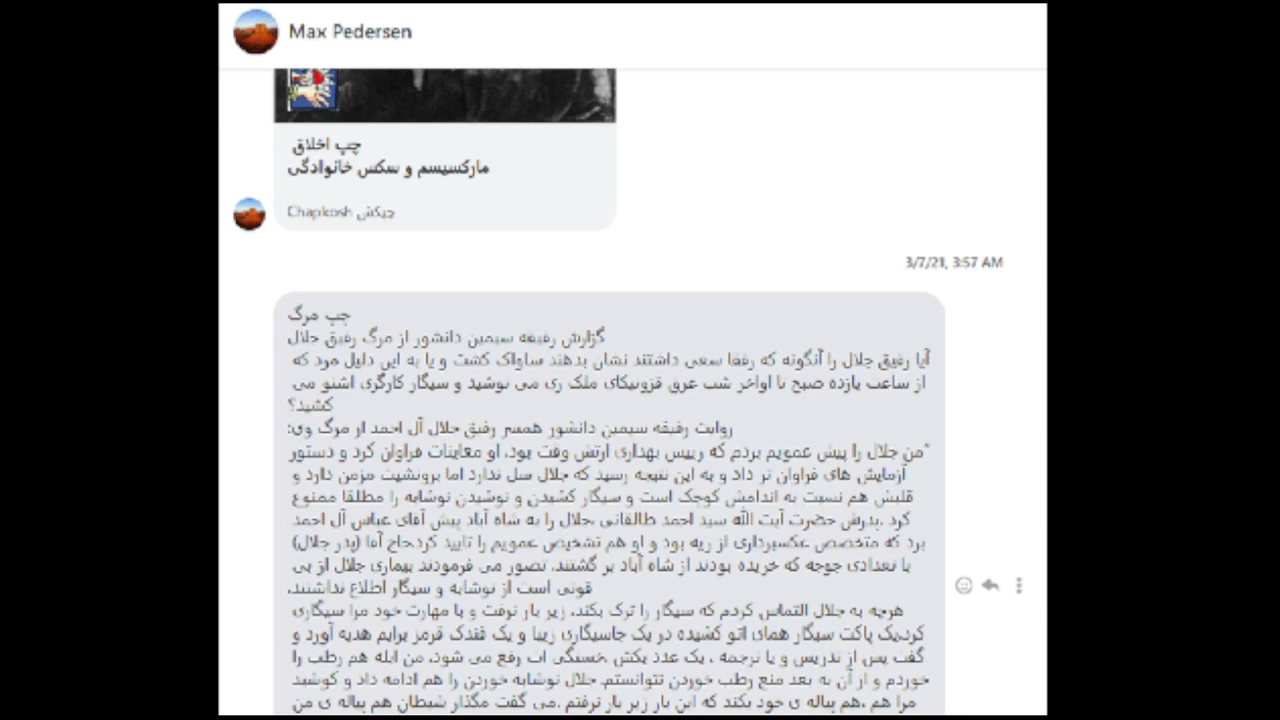 Max Pedersen
چپ اخلاق
مارکسیسم و سکس خانوادگی
Chapkosh چپکش
3/7/21, 3:57 AM
چپ مرگ
گزارش رفیقه سیمین دانشور از مرگ رفیق جلال
آیا رفیق جلال را آنگونه که رفقا سعی داشتند نشان بدهند ساواک کشت و یا به این دلیل مرد که
از ساعت یازده صبح تا اواخر شب عرق قزونیکای ملک ری می نوشید و سیگار کارگری اشنو می
کشید؟
روایت رفیقه سیمین دانشور همسر رفیق جلال آل احمد از مرگ وی:
"من جلال را پیش عمویم بردم که رییس بهداری ارتش وقت بود. او معاینات فراوان کرد و دستور
آزمایش های فراوان تر داد و به این نتیجه رسید که جلال سل ندارد اما برونشیت مزمن دارد و
قلبش هم نسبت به اندامش کوچک است و سیگار کشیدن و نوشیدن نوشابه را مطلقا ممنوع
کرد .پدرش حضرت آیت الله سید احمد طالقانی ،جلال را به شاه آباد پیش آقای عباس آل احمد
برد که متخصص عکسبرداری از ریه بود و او هم تشخیص عمویم را تایید کرد.حاج آقا (پدر جلال)
با تعدادی جوجه که خریده بودند از شاه آباد بر گشتند. تصور می فرمودند بیماری جلال از بی
قوتی است از نوشابه و سیگار اطلاع نداشتند.
هرچه به جلال التماس کردم که سیگار را ترک بکند، زیر بار نرفت و با مهارت خود مرا سیگاری
کرد.یک پاکت سیگار همای اتو کشیده در یک جاسیگاری زیبا و یک فندک قرمز برایم هدیه آورد و
گفت پس از تدریس و یا ترجمه ، یک عدد بکش ،خستگی ات رفع می شود. من ابله هم رطب را
خوردم و از آن به بعد منع رطب خوردن نتوانستم. جلال نوشابه خوردن را هم ادامه داد و کوشید
مرا هم ،هم پیاله ی خود بکند که این بار زیر بار نرفتم .می گفت مگذار شیطان هم پیاله ی من